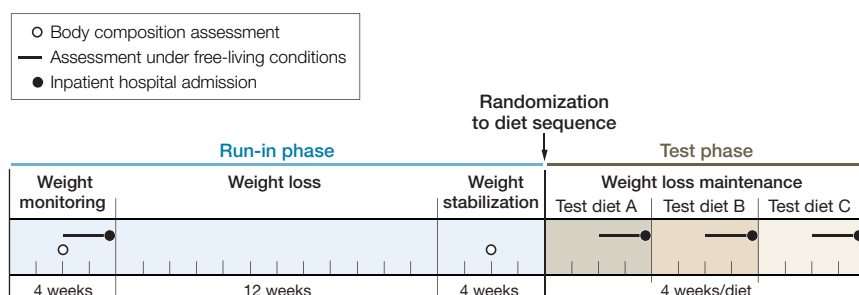 Body composition assessment
Assessment under free-living conditions
Inpatient hospital admission
Randomization
to diet sequence
Run-in phase
Test phase
Weight
monitoring
Weight loss
Weight
stabilization
Weight loss maintenance
Test diet A
Test diet B
Test diet C
4 weeks
12 weeks
4 weeks
4 weeks/diet